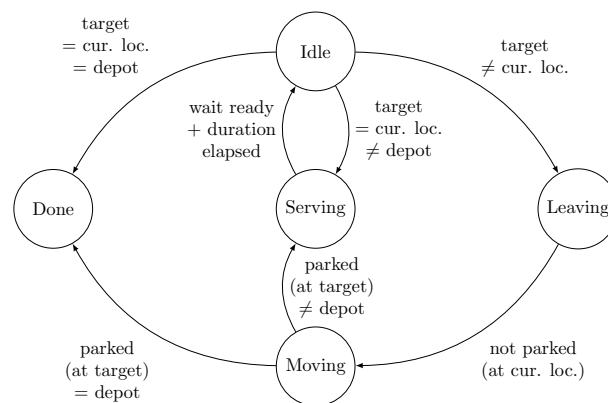 target
= cur. loc.
= depot
Idle
target
≠ cur. loc.
wait ready
+ duration
elapsed
target
= cur. loc.
≠ depot
Done
Serving
Leaving
parked
(at target)
≠ depot
parked
(at target)
= depot
Moving
not parked
(at cur. loc.)